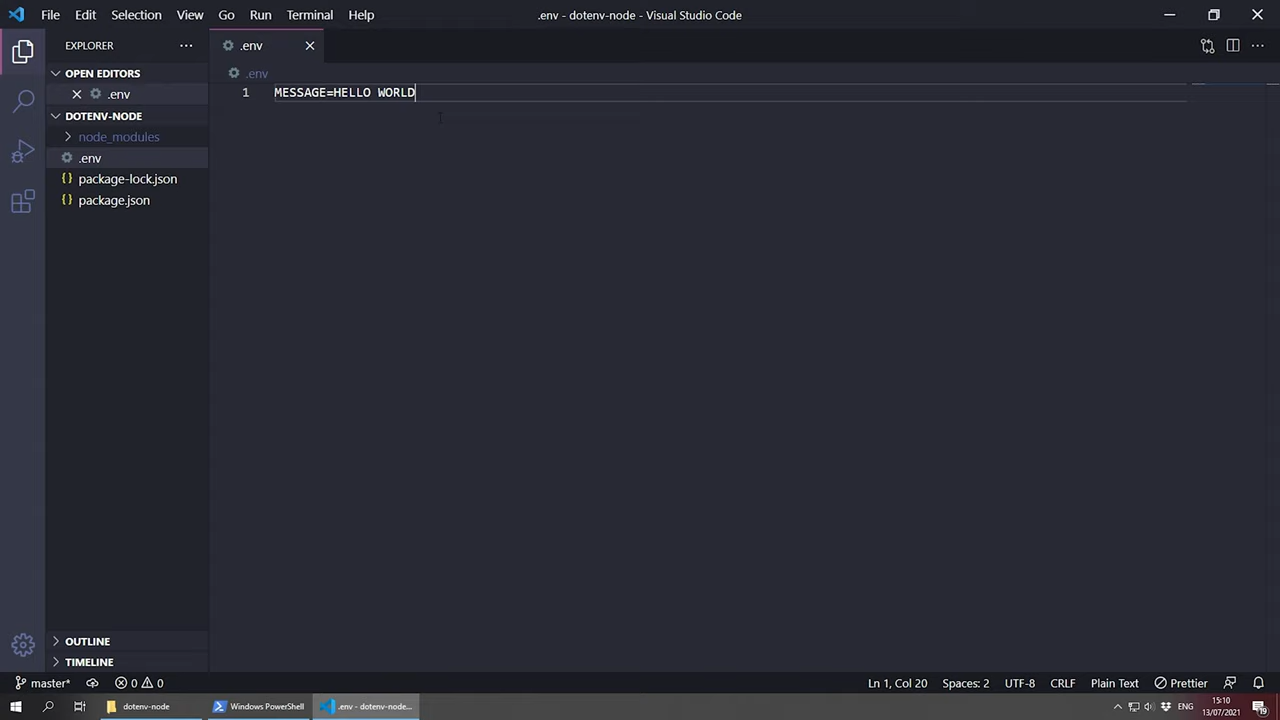 File Edit Selection View Go Run Terminal Help
.env - dotenv-node - Visual Studio Code
EXPLORER
OPEN EDITORS
.env
DOTENV-NODE
node_modules
.env
package-lock.json
package.json
OUTLINE
TIMELINE
.env
.env
1 MESSAGE=HELLO WORLD
master* 0 0
Ln 1, Col 20 Spaces: 2 UTF-8 CRLF Plain Text Prettier
dotenv-node
Windows PowerShell
.env - dotenv-node...
ENG
15:10
13/07/2021
19